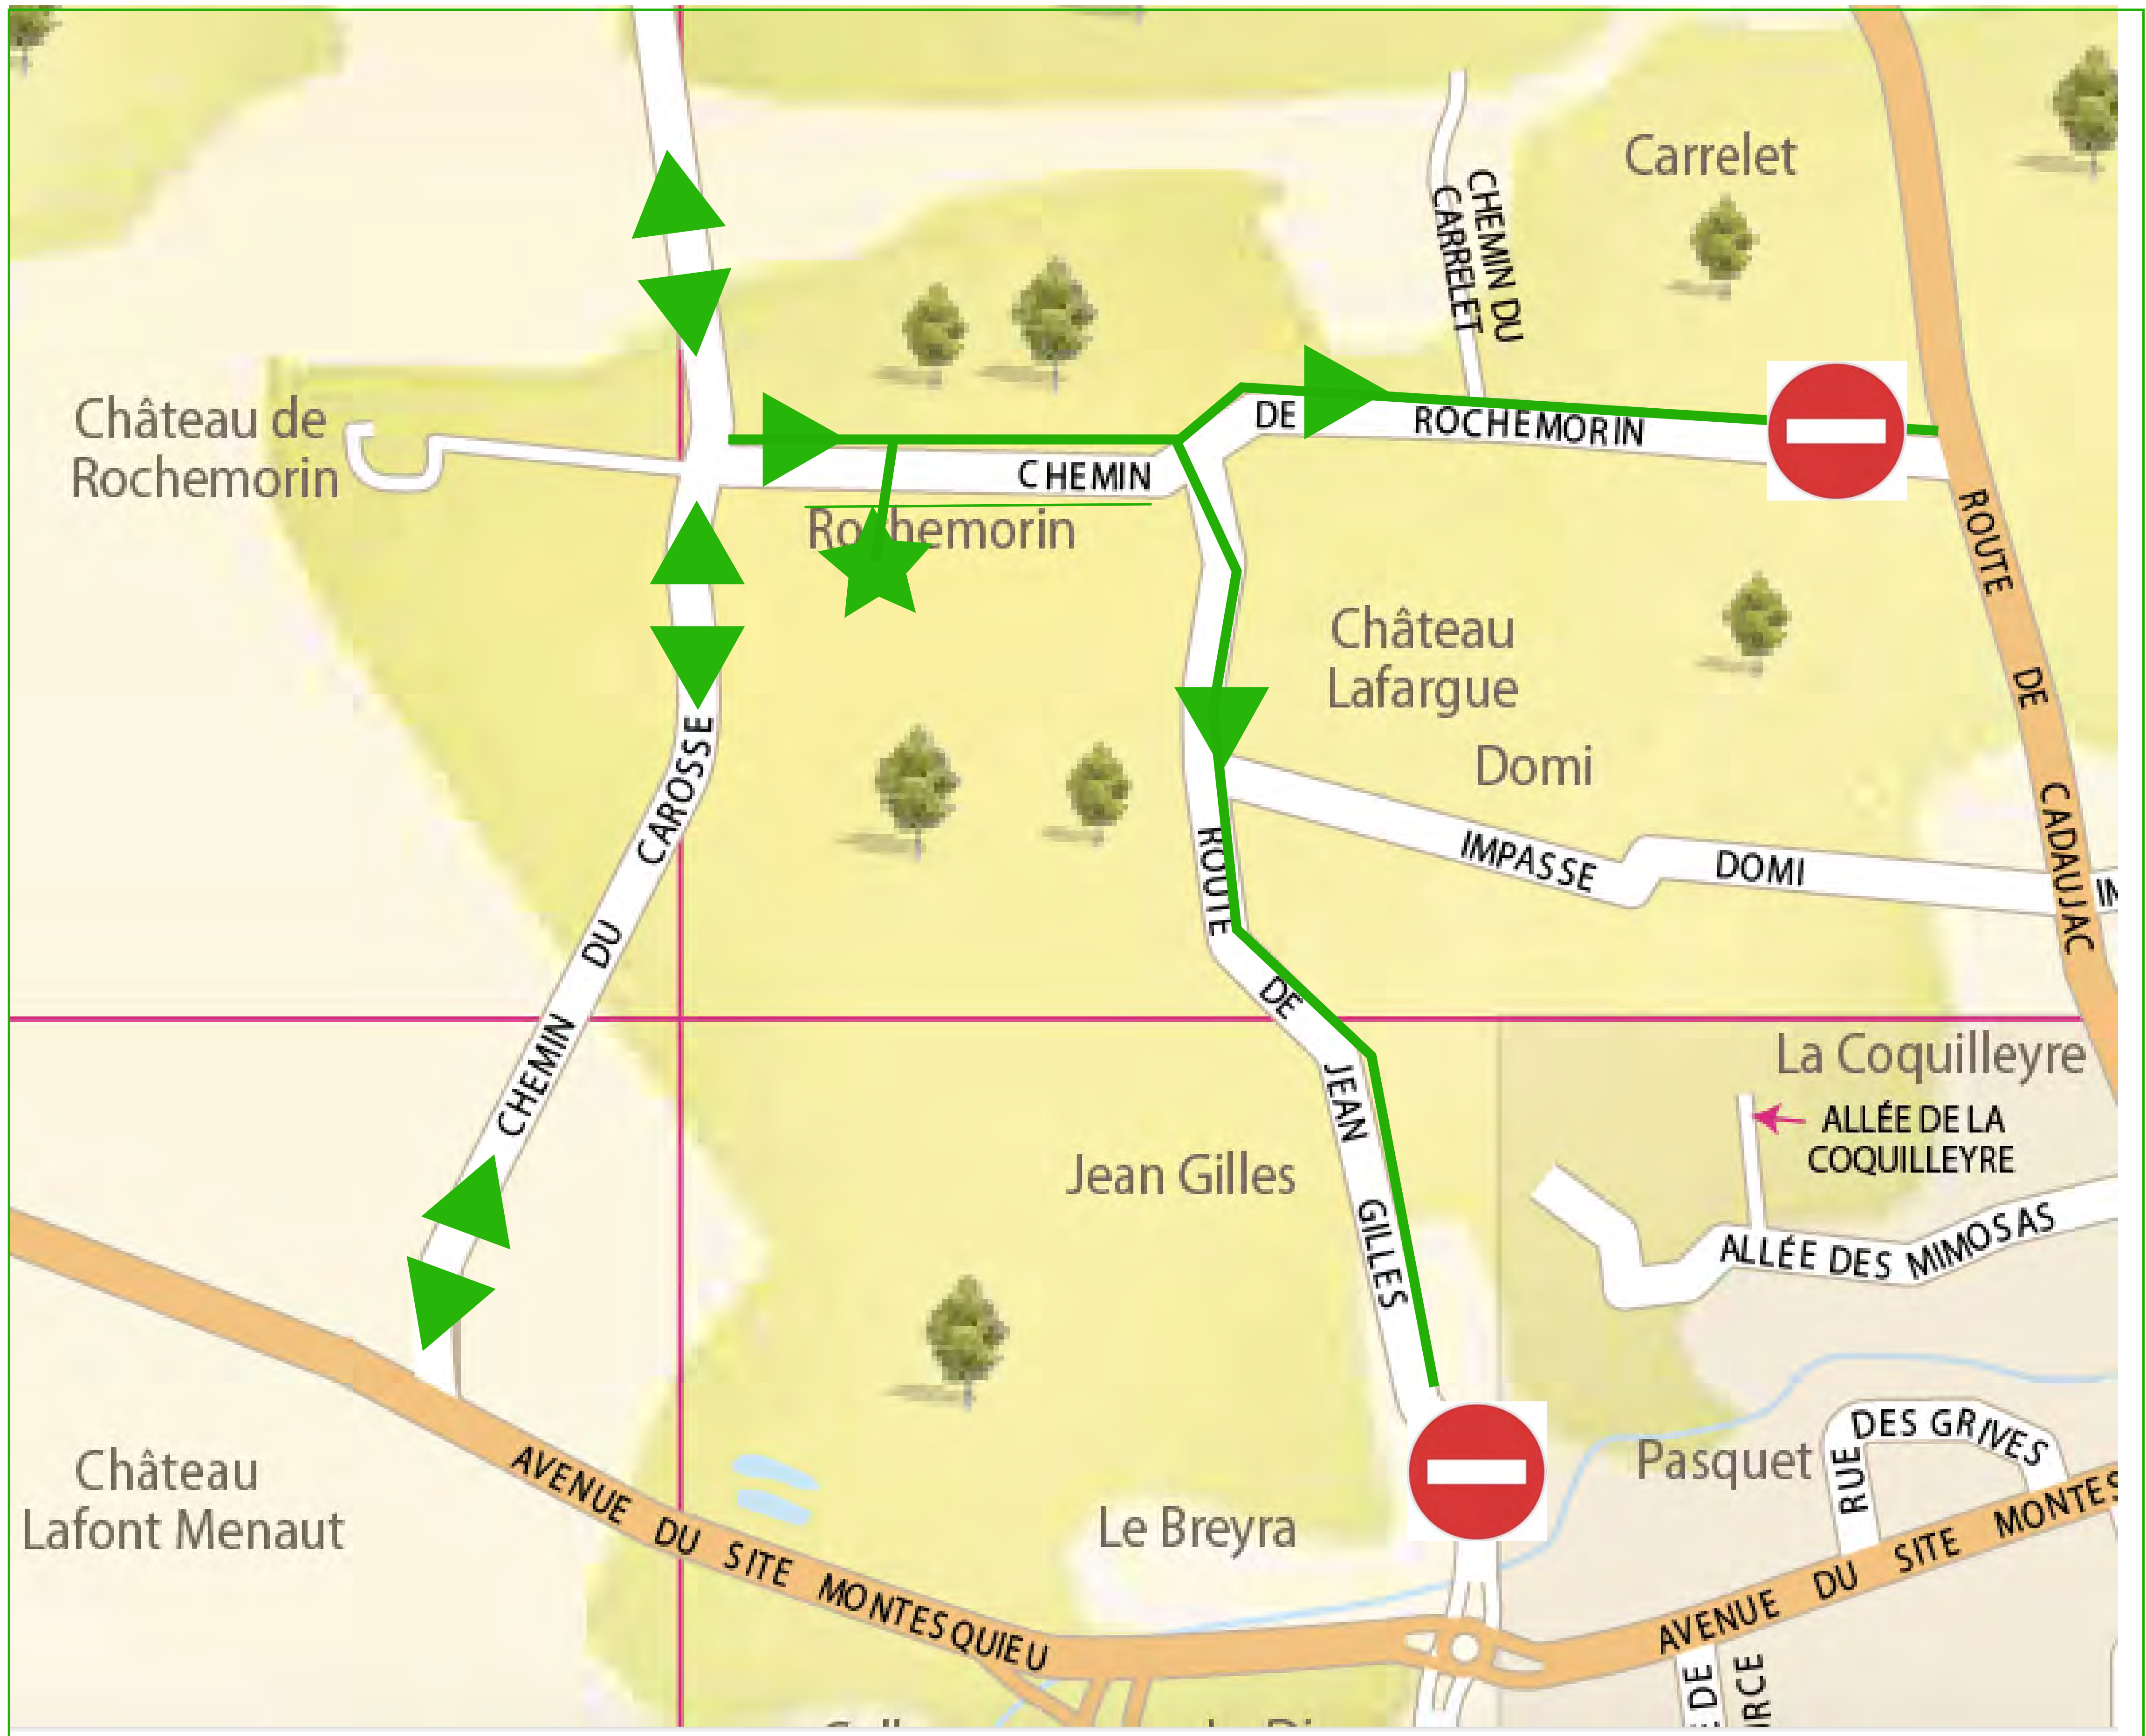 Carrelet
CHEMIN DU
CARRELET
Château de
Rochemorin
DE ROCHEMORIN
CHEMIN
Rochemorin
ROUTE DE CADAUJAC
Château
Lafargue
Domi
IMPASSE DOMI
CHEMIN DU CAROSSE
ROUTE DE JEAN GILLES
La Coquilleyre
ALLÉE DE LA
COQUILLEYRE
Jean Gilles
ALLÉE DES MIMOSAS
Château
Lafont Menaut
AVENUE DU SITE MONTESQUIEU
Le Breyra
Pasquet
RUE DES GRIVES
AVENUE DU SITE MONTES
DE